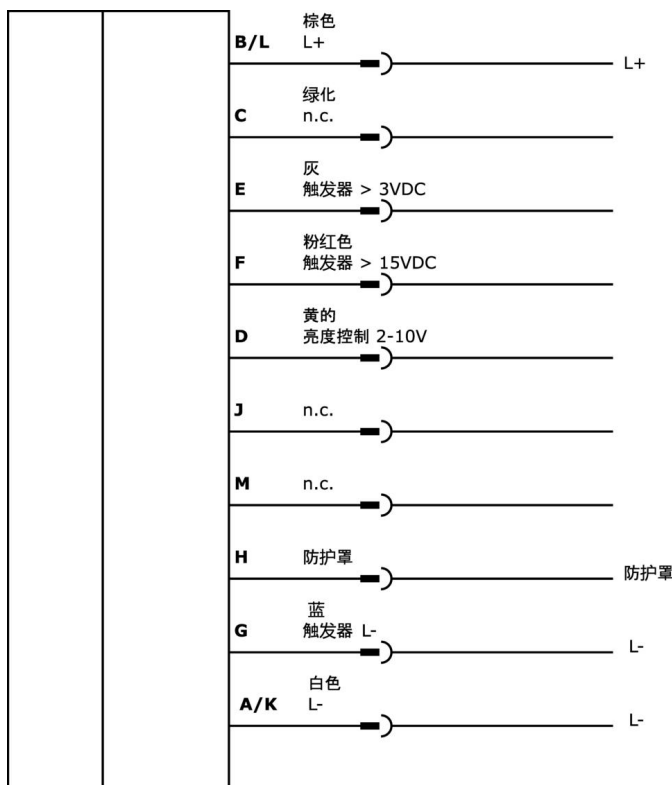 棕色
B/L L+
L+
绿化
C n.c.
灰
E 触发器 > 3VDC
粉红色
F 触发器 > 15VDC
黄的
D 亮度控制 2-10V
J n.c.
M n.c.
H 防护罩
防护罩
蓝
G 触发器 L-
L-
白色
A/K L-
L-